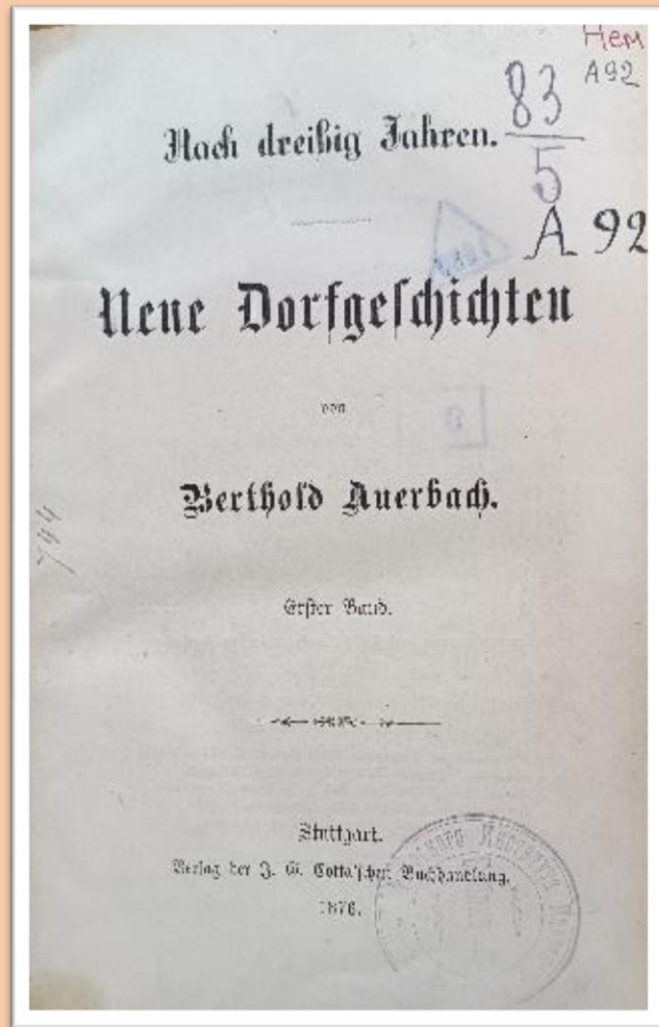 Нем
A92
83
5
A 92
Nach dreißig Jahren.
Neue Dorfgeschichten
von
Berthold Auerbach.
Erster Band.
744
Stuttgart.
Verlag der J. G. Cotta'schen Buchhandlung.
1876.